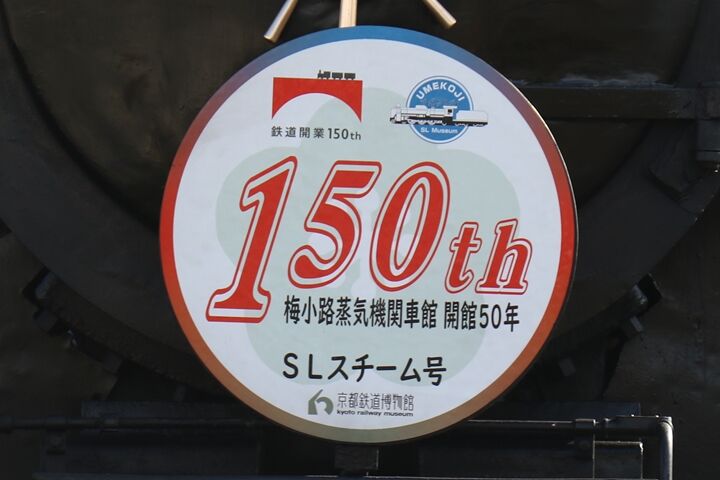 鉄道開業150th
UMEKOJI
SL Museum
150th
梅小路蒸気機関車館 開館50年
SLスチーム号
京都鉄道博物館
kyoto railway museum